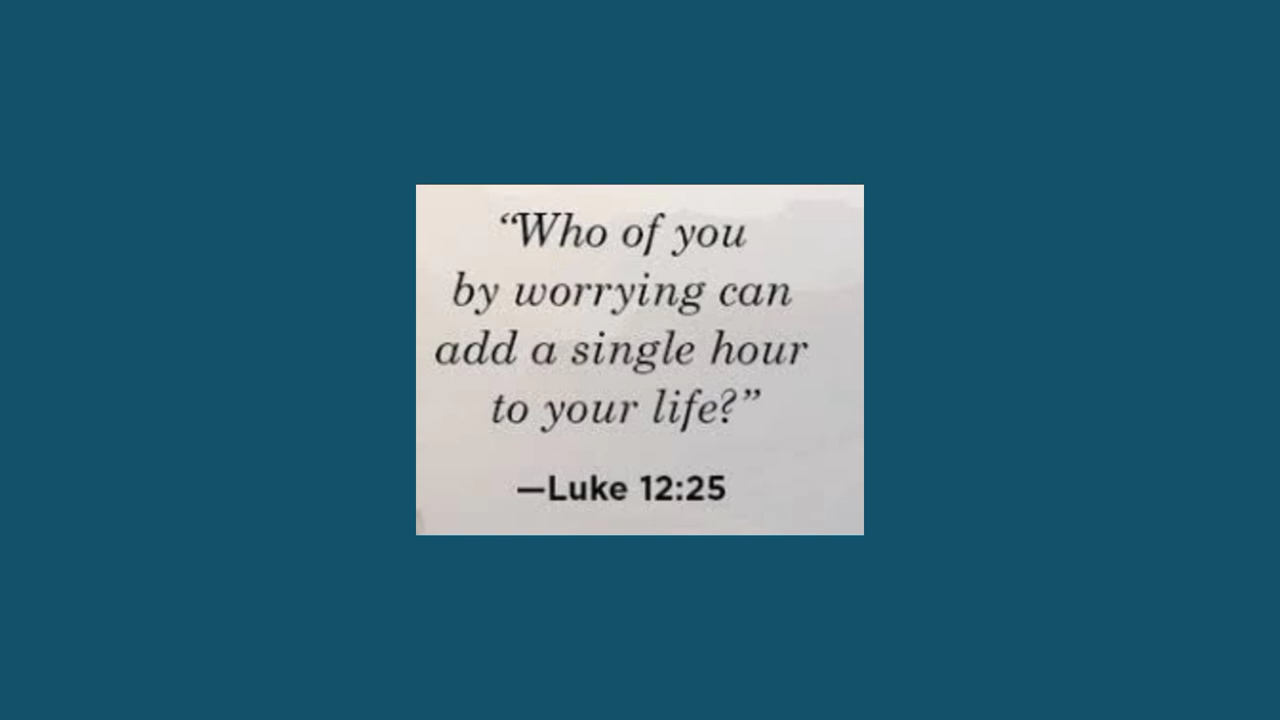 “Who of you
by worrying can
add a single hour
to your life?”
—Luke 12:25